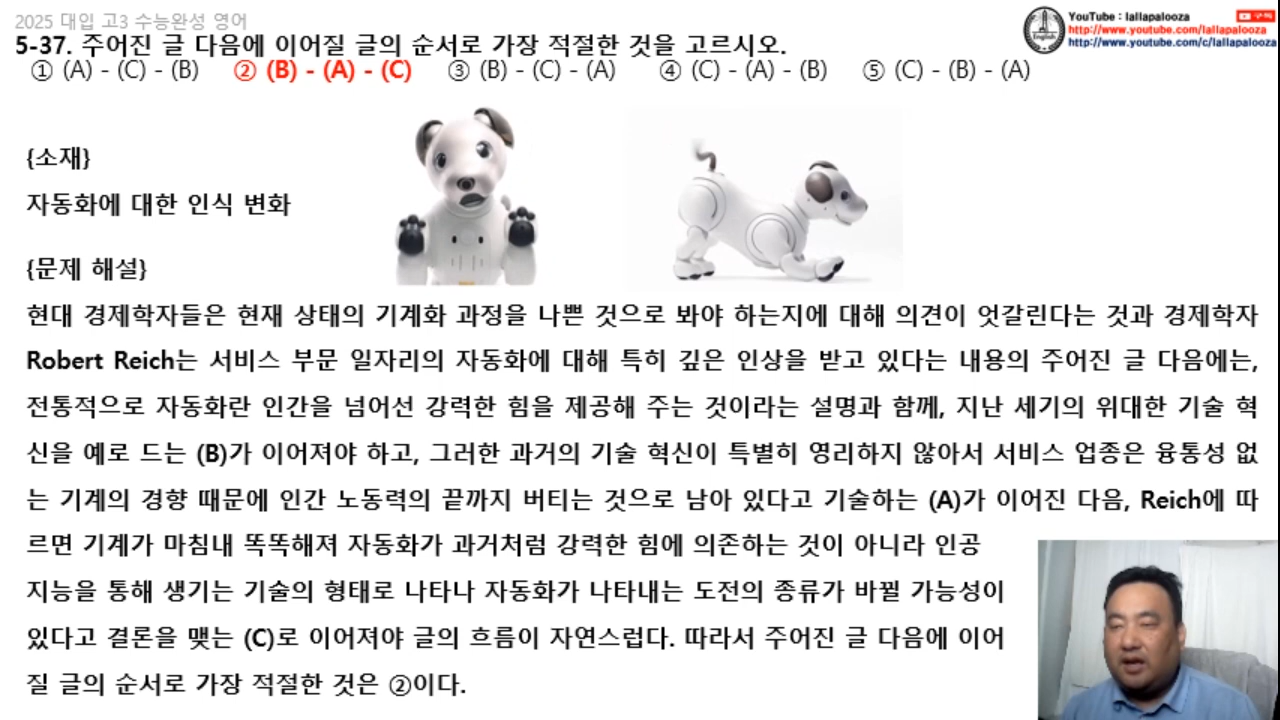 2025 대입 고3 수능완성 영어
YouTube : lallapalooza
http://www.youtube.com/lallapalooza
http://www.youtube.com/c/lallapalooza
5-37. 주어진 글 다음에 이어질 글의 순서로 가장 적절한 것을 고르시오.
① (A) - (C) - (B) ② (B) - (A) - (C) ③ (B) - (C) - (A) ④ (C) - (A) - (B) ⑤ (C) - (B) - (A)
{소재}
자동화에 대한 인식 변화
{문제 해설}
현대 경제학자들은 현재 상태의 기계화 과정을 나쁜 것으로 봐야 하는지에 대해 의견이 엇갈린다는 것과 경제학자
Robert Reich는 서비스 부문 일자리의 자동화에 대해 특히 깊은 인상을 받고 있다는 내용의 주어진 글 다음에는,
전통적으로 자동화란 인간을 넘어선 강력한 힘을 제공해 주는 것이라는 설명과 함께, 지난 세기의 위대한 기술 혁
신을 예로 드는 (B)가 이어져야 하고, 그러한 과거의 기술 혁신이 특별히 영리하지 않아서 서비스 업종은 융통성 없
는 기계의 경향 때문에 인간 노동력의 끝까지 버티는 것으로 남아 있다고 기술하는 (A)가 이어진 다음, Reich에 따
르면 기계가 마침내 똑똑해져 자동화가 과거처럼 강력한 힘에 의존하는 것이 아니라 인공
지능을 통해 생기는 기술의 형태로 나타나 자동화가 나타내는 도전의 종류가 바뀔 가능성이
있다고 결론을 맺는 (C)로 이어져야 글의 흐름이 자연스럽다. 따라서 주어진 글 다음에 이어
질 글의 순서로 가장 적절한 것은 ②이다.